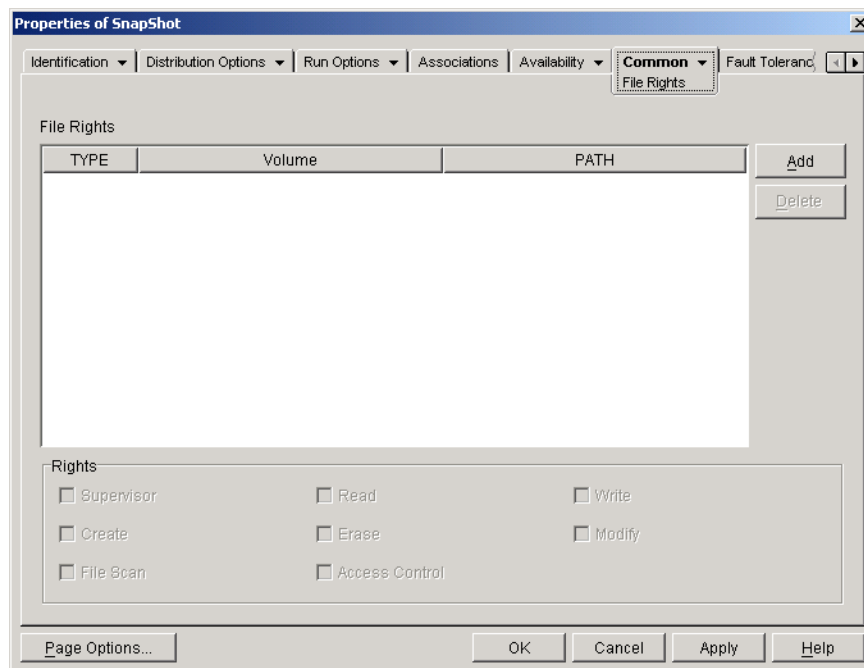 Properties of SnapShot
Identification Distribution Options Run Options Associations Availability Common Fault Toleranc
File Rights
File Rights
TYPE Volume PATH Add
Delete
Rights
Supervisor Read Write
Create Erase Modify
File Scan Access Control
Page Options... OK Cancel Apply Help